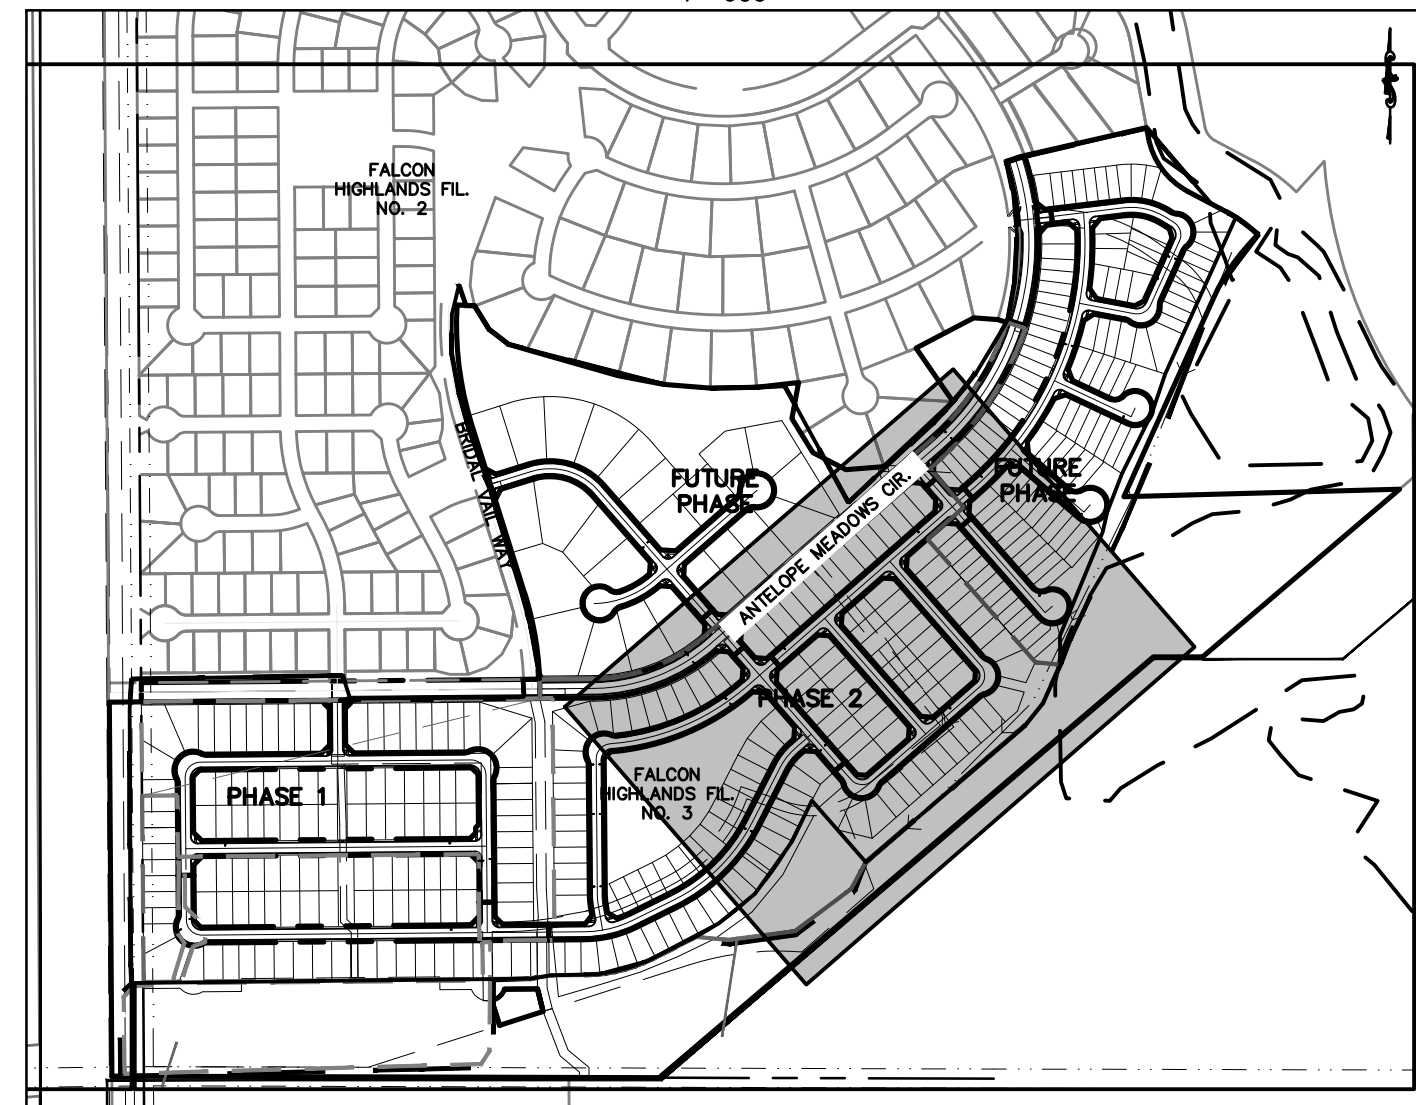 FALCON
HIGHLANDS FIL.
NO. 2
BRIDAL VAIL WAY
FUTURE
PHASE
ANTELOPE MEADOWS CIR.
FUTURE
PHASE
PHASE 2
FALCON
HIGHLANDS FIL.
NO. 3
PHASE 1